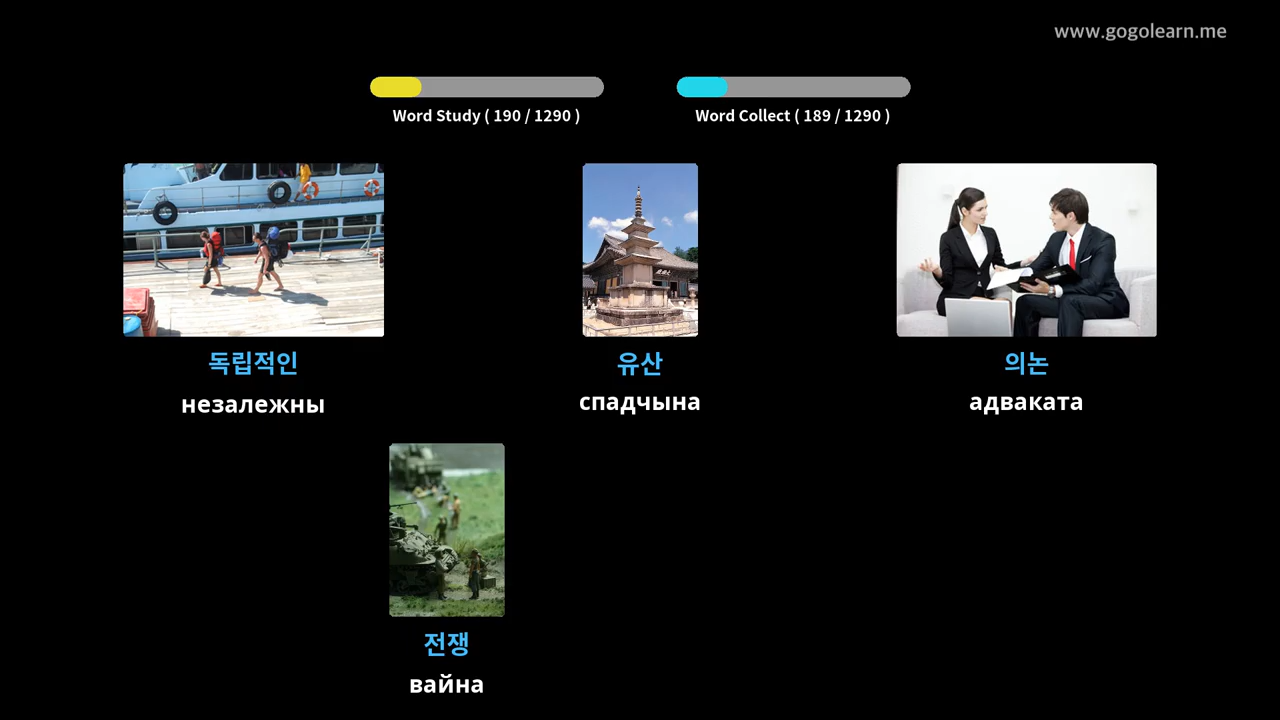 www.gogolearn.me
Word Study ( 190 / 1290 )
Word Collect ( 189 / 1290 )
독립적인
незалежны
유산
спадчына
의논
адваката
전쟁
вайна